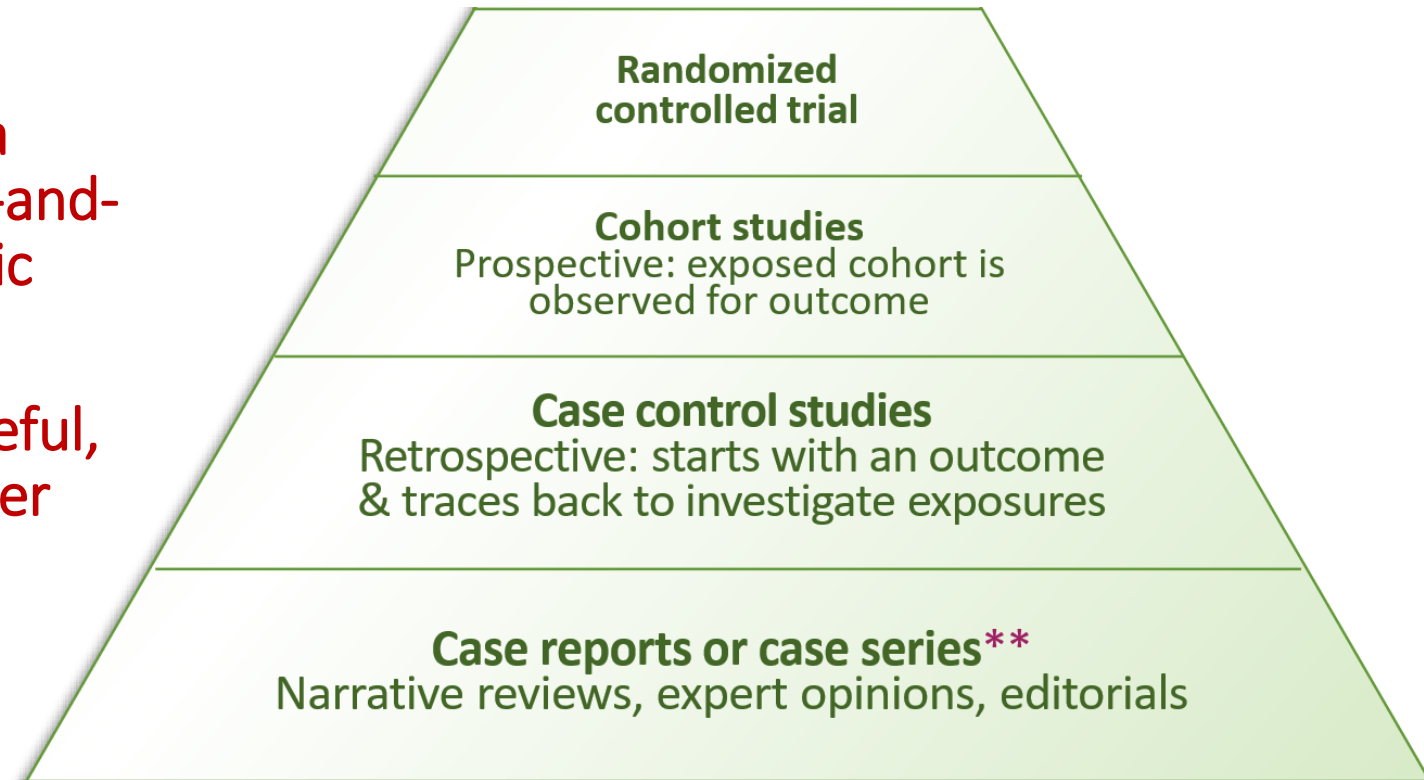 Randomized
controlled trial
-and-
Cohort studies
Prospective: exposed cohort is
observed for outcome
Case control studies
Retrospective: starts with an outcome
& traces back to investigate exposures
Case reports or case series**
Narrative reviews, expert opinions, editorials